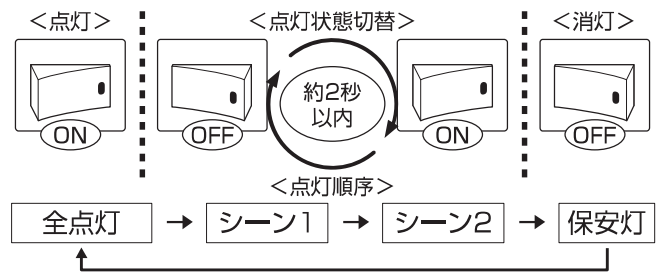 ＜点灯＞ ＜点灯状態切替＞ ＜消灯＞
約2秒
以内
ON OFF ON OFF
＜点灯順序＞
全点灯 → シーン1 → シーン2 → 保安灯